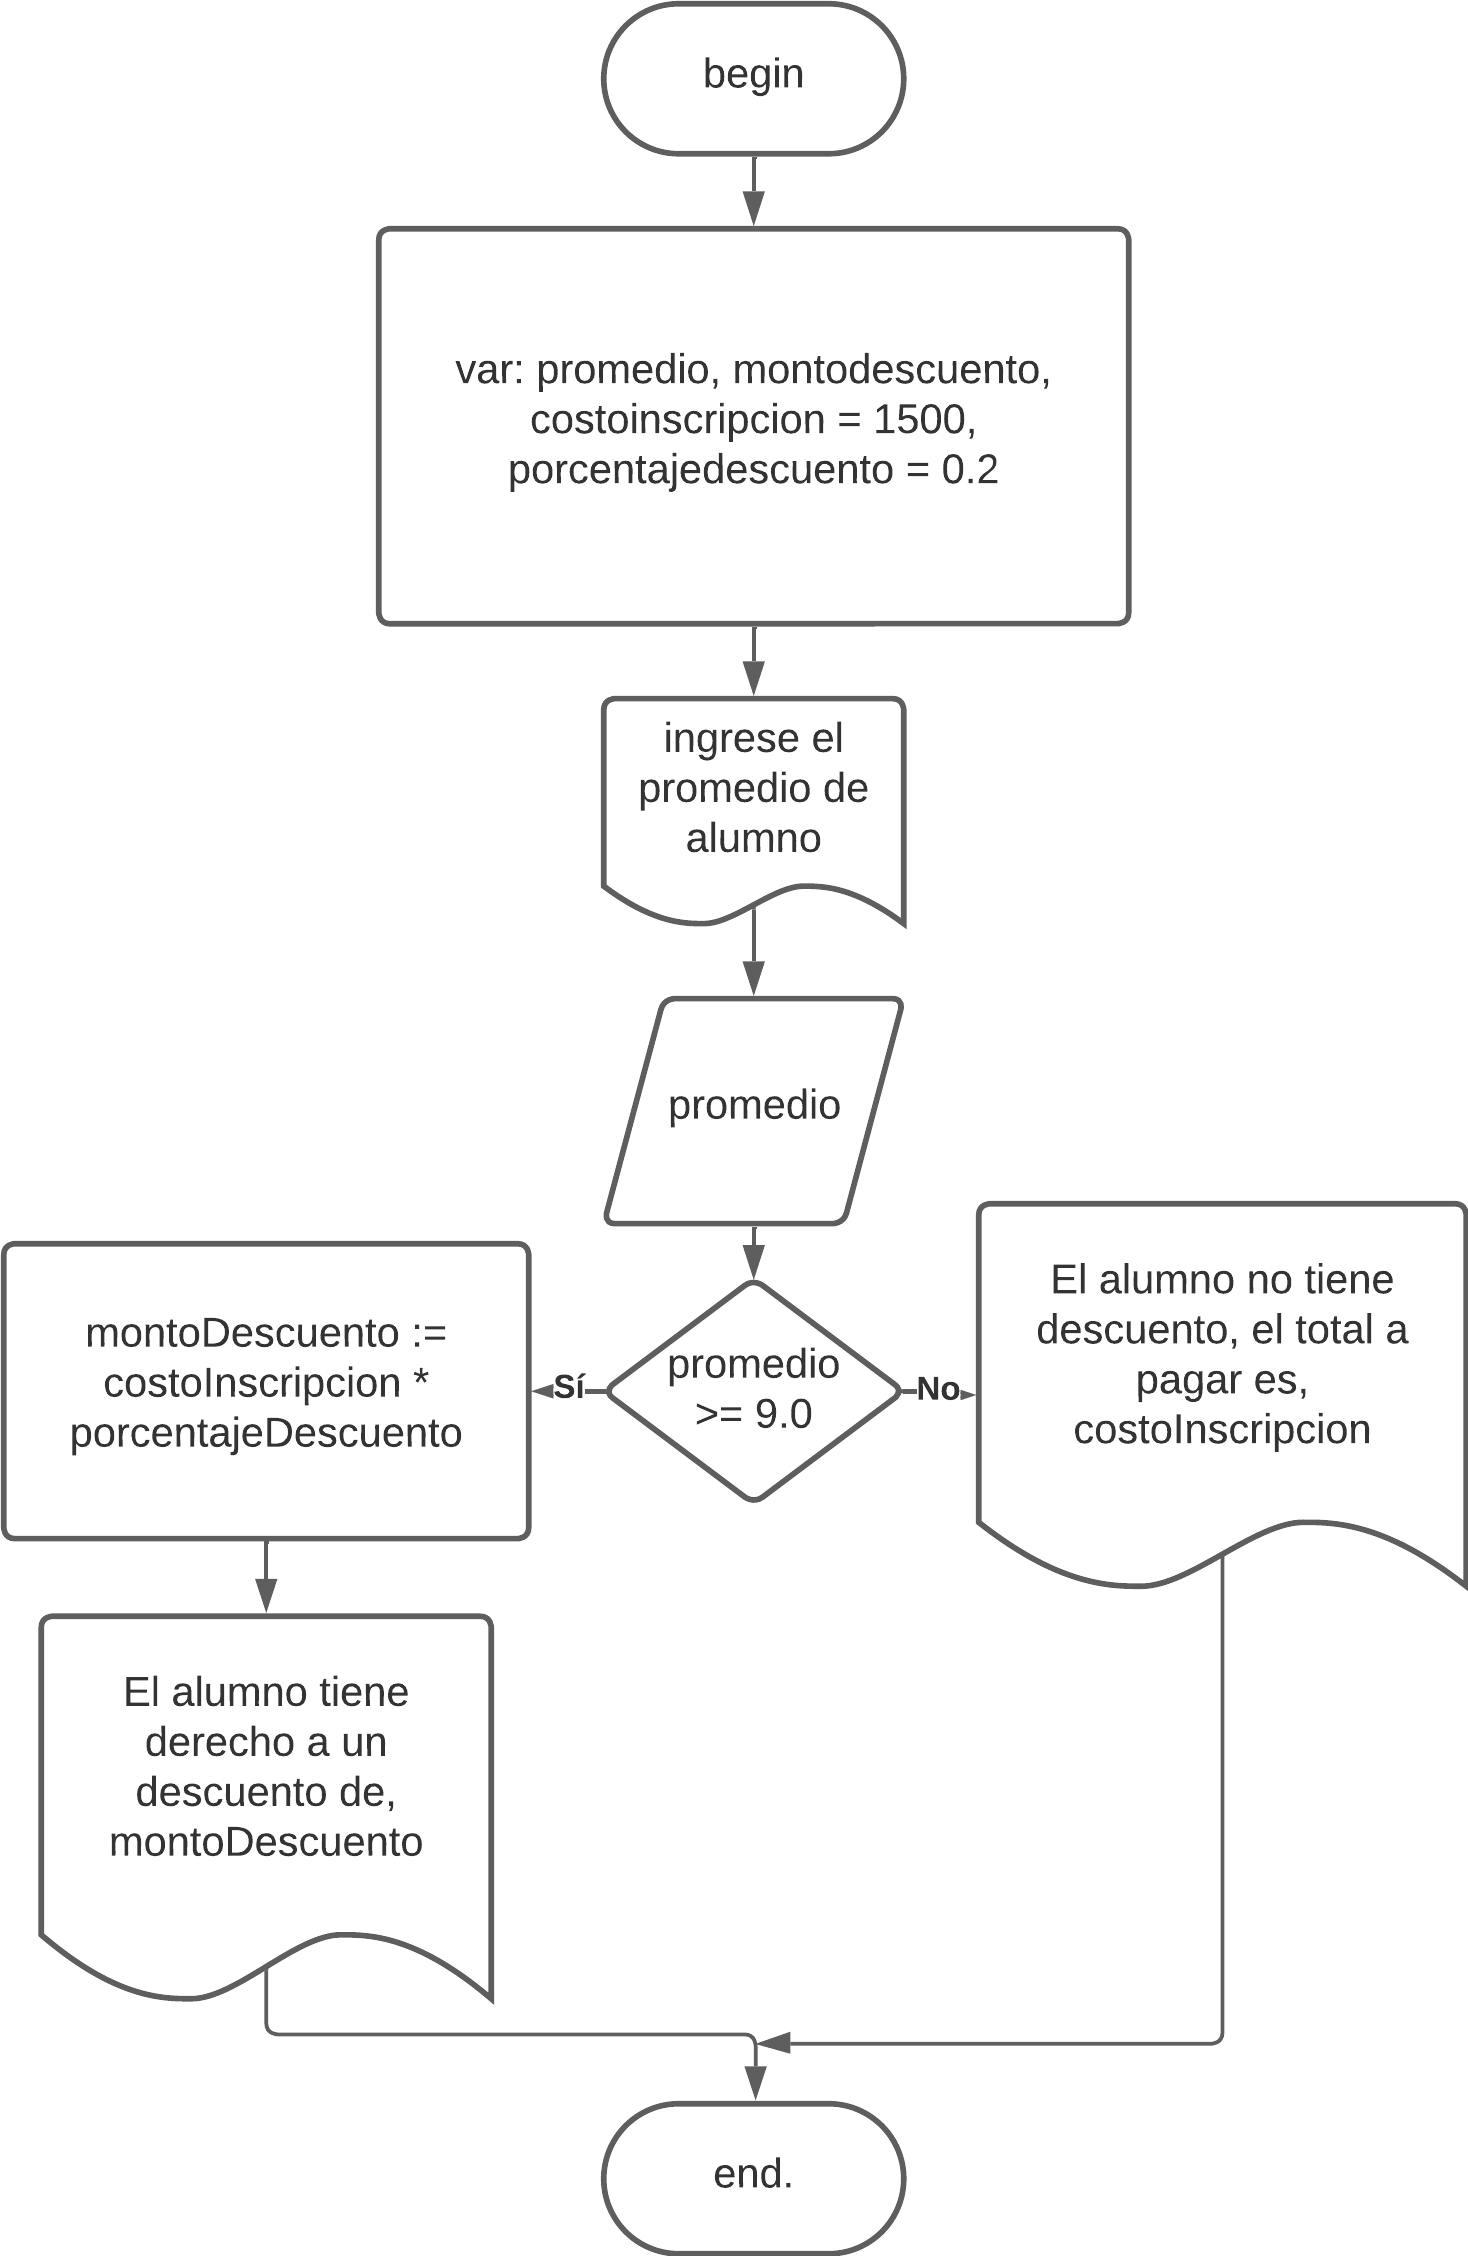 begin
var: promedio, montodescuento,
costoinscripcion = 1500,
porcentajedescuento = 0.2
ingrese el
promedio de
alumno
promedio
promedio
>= 9.0
Sí
No
montoDescuento :=
costoInscripcion *
porcentajeDescuento
El alumno no tiene
descuento, el total a
pagar es,
costoInscripcion
El alumno tiene
derecho a un
descuento de,
montoDescuento
end.